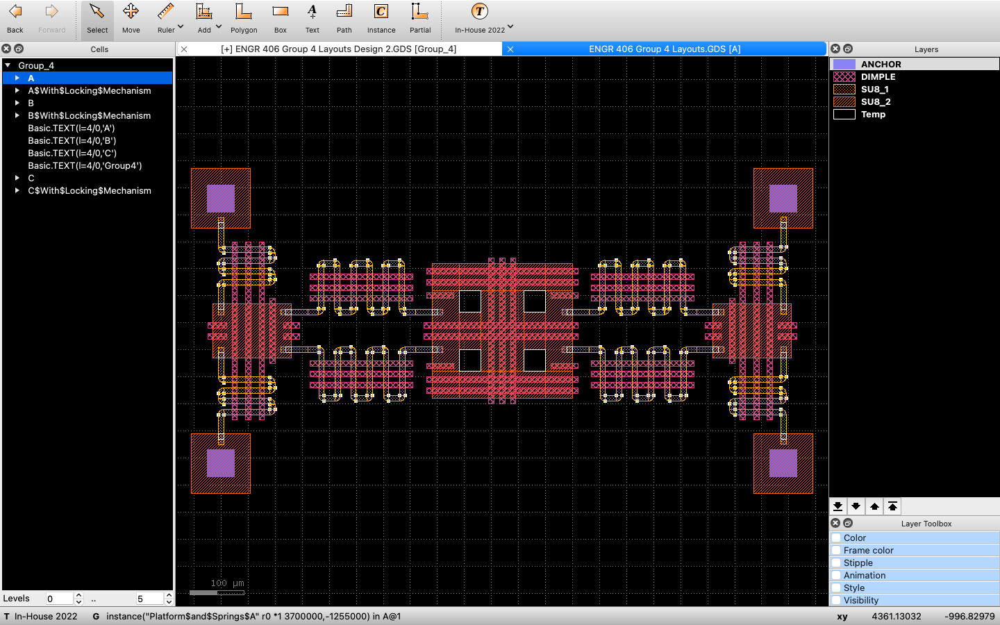 Back
Forward
Select
Move
Ruler
Add
Polygon
Box
Text
Path
Instance
Partial
In-House 2022
Cells
[+] ENGR 406 Group 4 Layouts Design 2.GDS [Group_4]
ENGR 406 Group 4 Layouts.GDS [A]
Layers
Group_4
A
A$With$Locking$Mechanism
B
B$With$Locking$Mechanism
Basic.TEXT(l=4/0,'A')
Basic.TEXT(l=4/0,'B')
Basic.TEXT(l=4/0,'C')
Basic.TEXT(l=4/0,'Group4')
C
C$With$Locking$Mechanism
ANCHOR
DIMPLE
SU8_1
SU8_2
Temp
100 µm
Layer Toolbox
Color
Frame color
Stipple
Animation
Style
Visibility
Levels 0 .. 5
T In-House 2022 G instance("Platform$and$Springs$A" r0 *1 3700000,-1255000) in A@1 xy 4361.13032 -996.82979